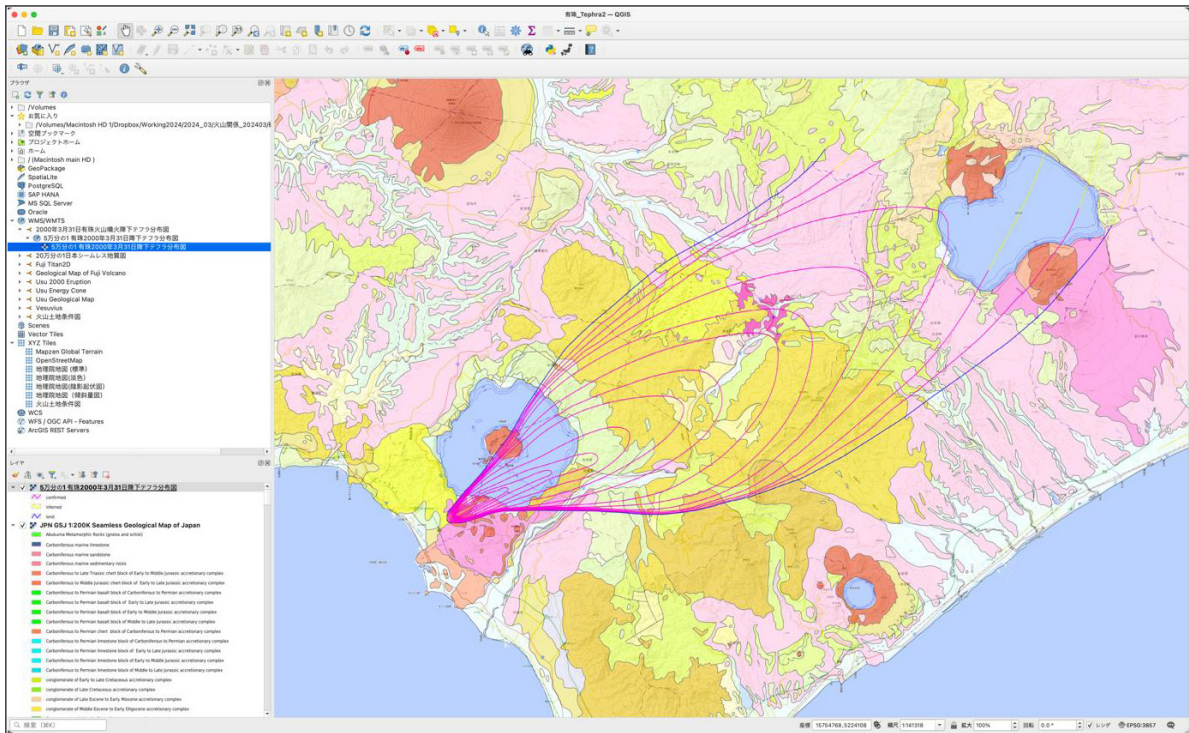 有珠_Tephra2 — QGIS
ブラウザ
/Volumes
お気に入り
/Volumes/Macintosh HD 1/Dropbox/Working2024/2024_03/火山関係_202403/
空間ブックマーク
プロジェクトホーム
ホーム
/ (Macintosh main HD )
GeoPackage
SpatiaLite
PostgreSQL
SAP HANA
MS SQL Server
Oracle
WMS/WMTS
2000年3月31日有珠火山噴火降下テフラ分布図
5万分の1 有珠2000年3月31日降下テフラ分布図
5万分の1 有珠2000年3月31日降下テフラ分布図
20万分の1日本シームレス地質図
Fuji Titan2D
Geological Map of Fuji Volcano
Usu 2000 Eruption
Usu Energy Cone
Usu Geological Map
Vesuvius
火山土地条件図
Scenes
Vector Tiles
XYZ Tiles
Mapzen Global Terrain
OpenStreetMap
地理院地図 (標準)
地理院地図(淡色)
地理院地図(陰影起伏図)
地理院地図（傾斜量図）
火山土地条件図
WCS
WFS / OGC API - Features
ArcGIS REST Servers
レイヤ
5万分の1 有珠2000年3月31日降下テフラ分布図
confirmed
inferred
limit
JPN GSJ 1:200K Seamless Geological Map of Japan
Abukuma Metamorphic Rocks (gneiss and schist)
Carboniferous marine limestone
Carboniferous marine sandstone
Carboniferous marine sedimentary rocks
Carboniferous to Late Triassic chert block of Early to Middle Jurassic accretionary complex
Carboniferous to Middle Jurassic chert block of Early to Late Jurassic accretionary complex
Carboniferous to Permian basalt block of Carboniferous to Permian accretionary complex
Carboniferous to Permian basalt block of Early to Late Jurassic accretionary complex
Carboniferous to Permian basalt block of Early to Middle Jurassic accretionary complex
Carboniferous to Permian basalt block of Middle to Late Jurassic accretionary complex
Carboniferous to Permian chert block of Carboniferous to Permian accretionary complex
Carboniferous to Permian limestone block of Carboniferous to Permian accretionary complex
Carboniferous to Permian limestone block of Early to Late Jurassic accretionary complex
Carboniferous to Permian limestone block of Early to Middle Jurassic accretionary complex
Carboniferous to Permian limestone block of Middle to Late Jurassic accretionary complex
conglomerate of Early to Late Cretaceous accretionary complex
conglomerate of Late Cretaceous accretionary complex
conglomerate of Late Eocene to Early Miocene accretionary complex
conglomerate of Middle Eocene to Early Oligocene accretionary complex
検索 (⌘K)
座標 15754768,5224108 縮尺 1:141318 拡大 100% 回転 0.0 ° レンダ EPSG:3857